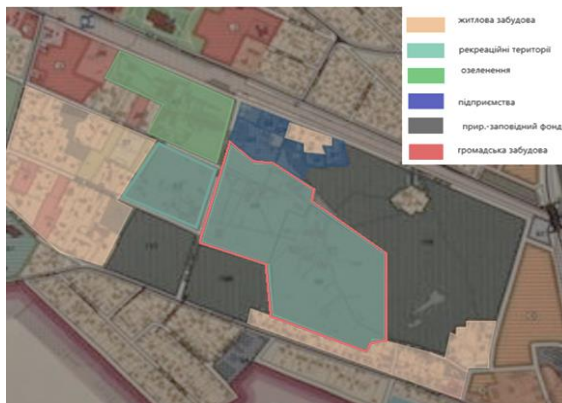 житлова забудова
рекреаційні території
озеленення
підприємства
прир.-заповідний фонд
громадська забудова